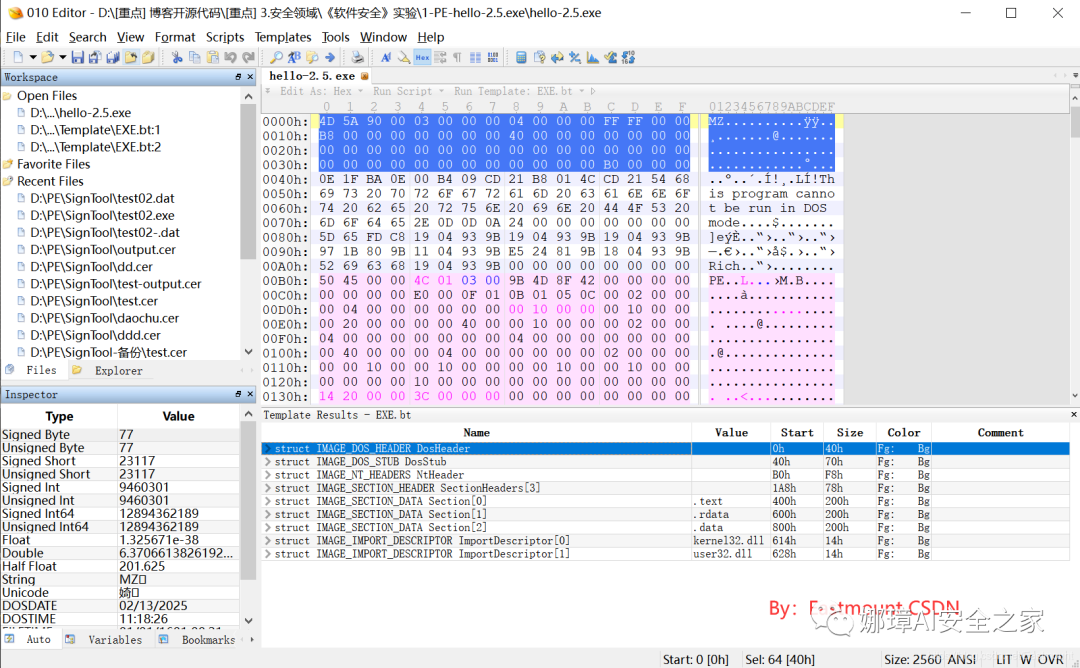 010 Editor - D:\[重点] 博客开源代码\[重点] 3.安全领域\《软件安全》实验\1-PE-hello-2.5.exe\hello-2.5.exe
File Edit Search View Format Scripts Templates Tools Window Help
Workspace
Open Files
D:\...\hello-2.5.exe
D:\...\Template\EXE.bt:1
D:\...\Template\EXE.bt:2
Favorite Files
Recent Files
D:\PE\SignTool\test02.dat
D:\PE\SignTool\test02.exe
D:\PE\SignTool\test02-.dat
D:\PE\SignTool\output.cer
D:\PE\SignTool\dd.cer
D:\PE\SignTool\test-output.cer
D:\PE\SignTool\test.cer
D:\PE\SignTool\daochu.cer
D:\PE\SignTool\ddd.cer
D:\PE\SignTool-备份\test.cer
Files Explorer
hello-2.5.exe
Edit As: Hex Run Script Run Template: EXE.bt
0 1 2 3 4 5 6 7 8 9 A B C D E F 0123456789ABCDEF
0000h: 4D 5A 90 00 03 00 00 00 04 00 00 00 FF FF 00 00 MZ..........ÿÿ..
0010h: B8 00 00 00 00 00 00 00 40 00 00 00 00 00 00 00 ¸.......@.......
0020h: 00 00 00 00 00 00 00 00 00 00 00 00 00 00 00 00 ................
0030h: 00 00 00 00 00 00 00 00 00 00 00 00 B0 00 00 00 ............°...
0040h: 0E 1F BA 0E 00 B4 09 CD 21 B8 01 4C CD 21 54 68 ..º..´.Í!¸.LÍ!Th
0050h: 69 73 20 70 72 6F 67 72 61 6D 20 63 61 6E 6E 6F is program canno
0060h: 74 20 62 65 20 72 75 6E 20 69 6E 20 44 4F 53 20 t be run in DOS
0070h: 6D 6F 64 65 2E 0D 0D 0A 24 00 00 00 00 00 00 00 mode....$.......
0080h: 5D 65 FD C8 19 04 93 9B 19 04 93 9B 19 04 93 9B ]eýÈ..“›..“›..“›
0090h: 97 1B 80 9B 11 04 93 9B E5 24 81 9B 18 04 93 9B —.€›..“›å$.›..“›
00A0h: 52 69 63 68 19 04 93 9B 00 00 00 00 00 00 00 00 Rich..“›........
00B0h: 50 45 00 00 4C 01 03 00 9B 4D 8F 42 00 00 00 00 PE..L...›M.B....
00C0h: 00 00 00 00 E0 00 0F 01 0B 01 05 0C 00 02 00 00 ....à...........
00D0h: 00 04 00 00 00 00 00 00 00 10 00 00 00 10 00 00 ................
00E0h: 00 20 00 00 00 00 40 00 00 10 00 00 00 02 00 00 . ....@.........
00F0h: 04 00 00 00 00 00 00 00 04 00 00 00 00 00 00 00 ................
0100h: 00 40 00 00 00 04 00 00 00 00 00 00 02 00 00 00 .@..............
0110h: 00 00 10 00 00 10 00 00 00 00 10 00 00 10 00 00 ................
0120h: 00 00 00 00 10 00 00 00 00 00 00 00 00 00 00 00 ................
0130h: 14 20 00 00 3C 00 00 00 00 00 00 00 00 00 00 00 . ..<...........
Inspector
Type Value
Signed Byte 77
Unsigned Byte 77
Signed Short 23117
Unsigned Short 23117
Signed Int 9460301
Unsigned Int 9460301
Signed Int64 12894362189
Unsigned Int64 12894362189
Float 1.325671e-38
Double 6.3706613826192...
Half Float 201.625
String MZ
Unicode
DOSDATE 02/13/2025
DOSTIME 11:18:26
Auto Variables Bookmarks
Template Results - EXE.bt
Name Value Start Size Color Comment
struct IMAGE_DOS_HEADER DosHeader 0h 40h Fg: Bg
struct IMAGE_DOS_STUB DosStub 40h 70h Fg: Bg
struct IMAGE_NT_HEADERS NtHeader B0h F8h Fg: Bg
struct IMAGE_SECTION_HEADER SectionHeaders[3] 1A8h 78h Fg: Bg
struct IMAGE_SECTION_DATA Section[0] .text 400h 200h Fg: Bg
struct IMAGE_SECTION_DATA Section[1] .rdata 600h 200h Fg: Bg
struct IMAGE_SECTION_DATA Section[2] .data 800h 200h Fg: Bg
struct IMAGE_IMPORT_DESCRIPTOR ImportDescriptor[0] kernel32.dll 614h 14h Fg: Bg
struct IMAGE_IMPORT_DESCRIPTOR ImportDescriptor[1] user32.dll 628h 14h Fg: Bg
By: Eastmount CSDN
娜璋AI安全之家
Start: 0 [0h] Sel: 64 [40h] Size: 2560 ANSI LIT W OVR